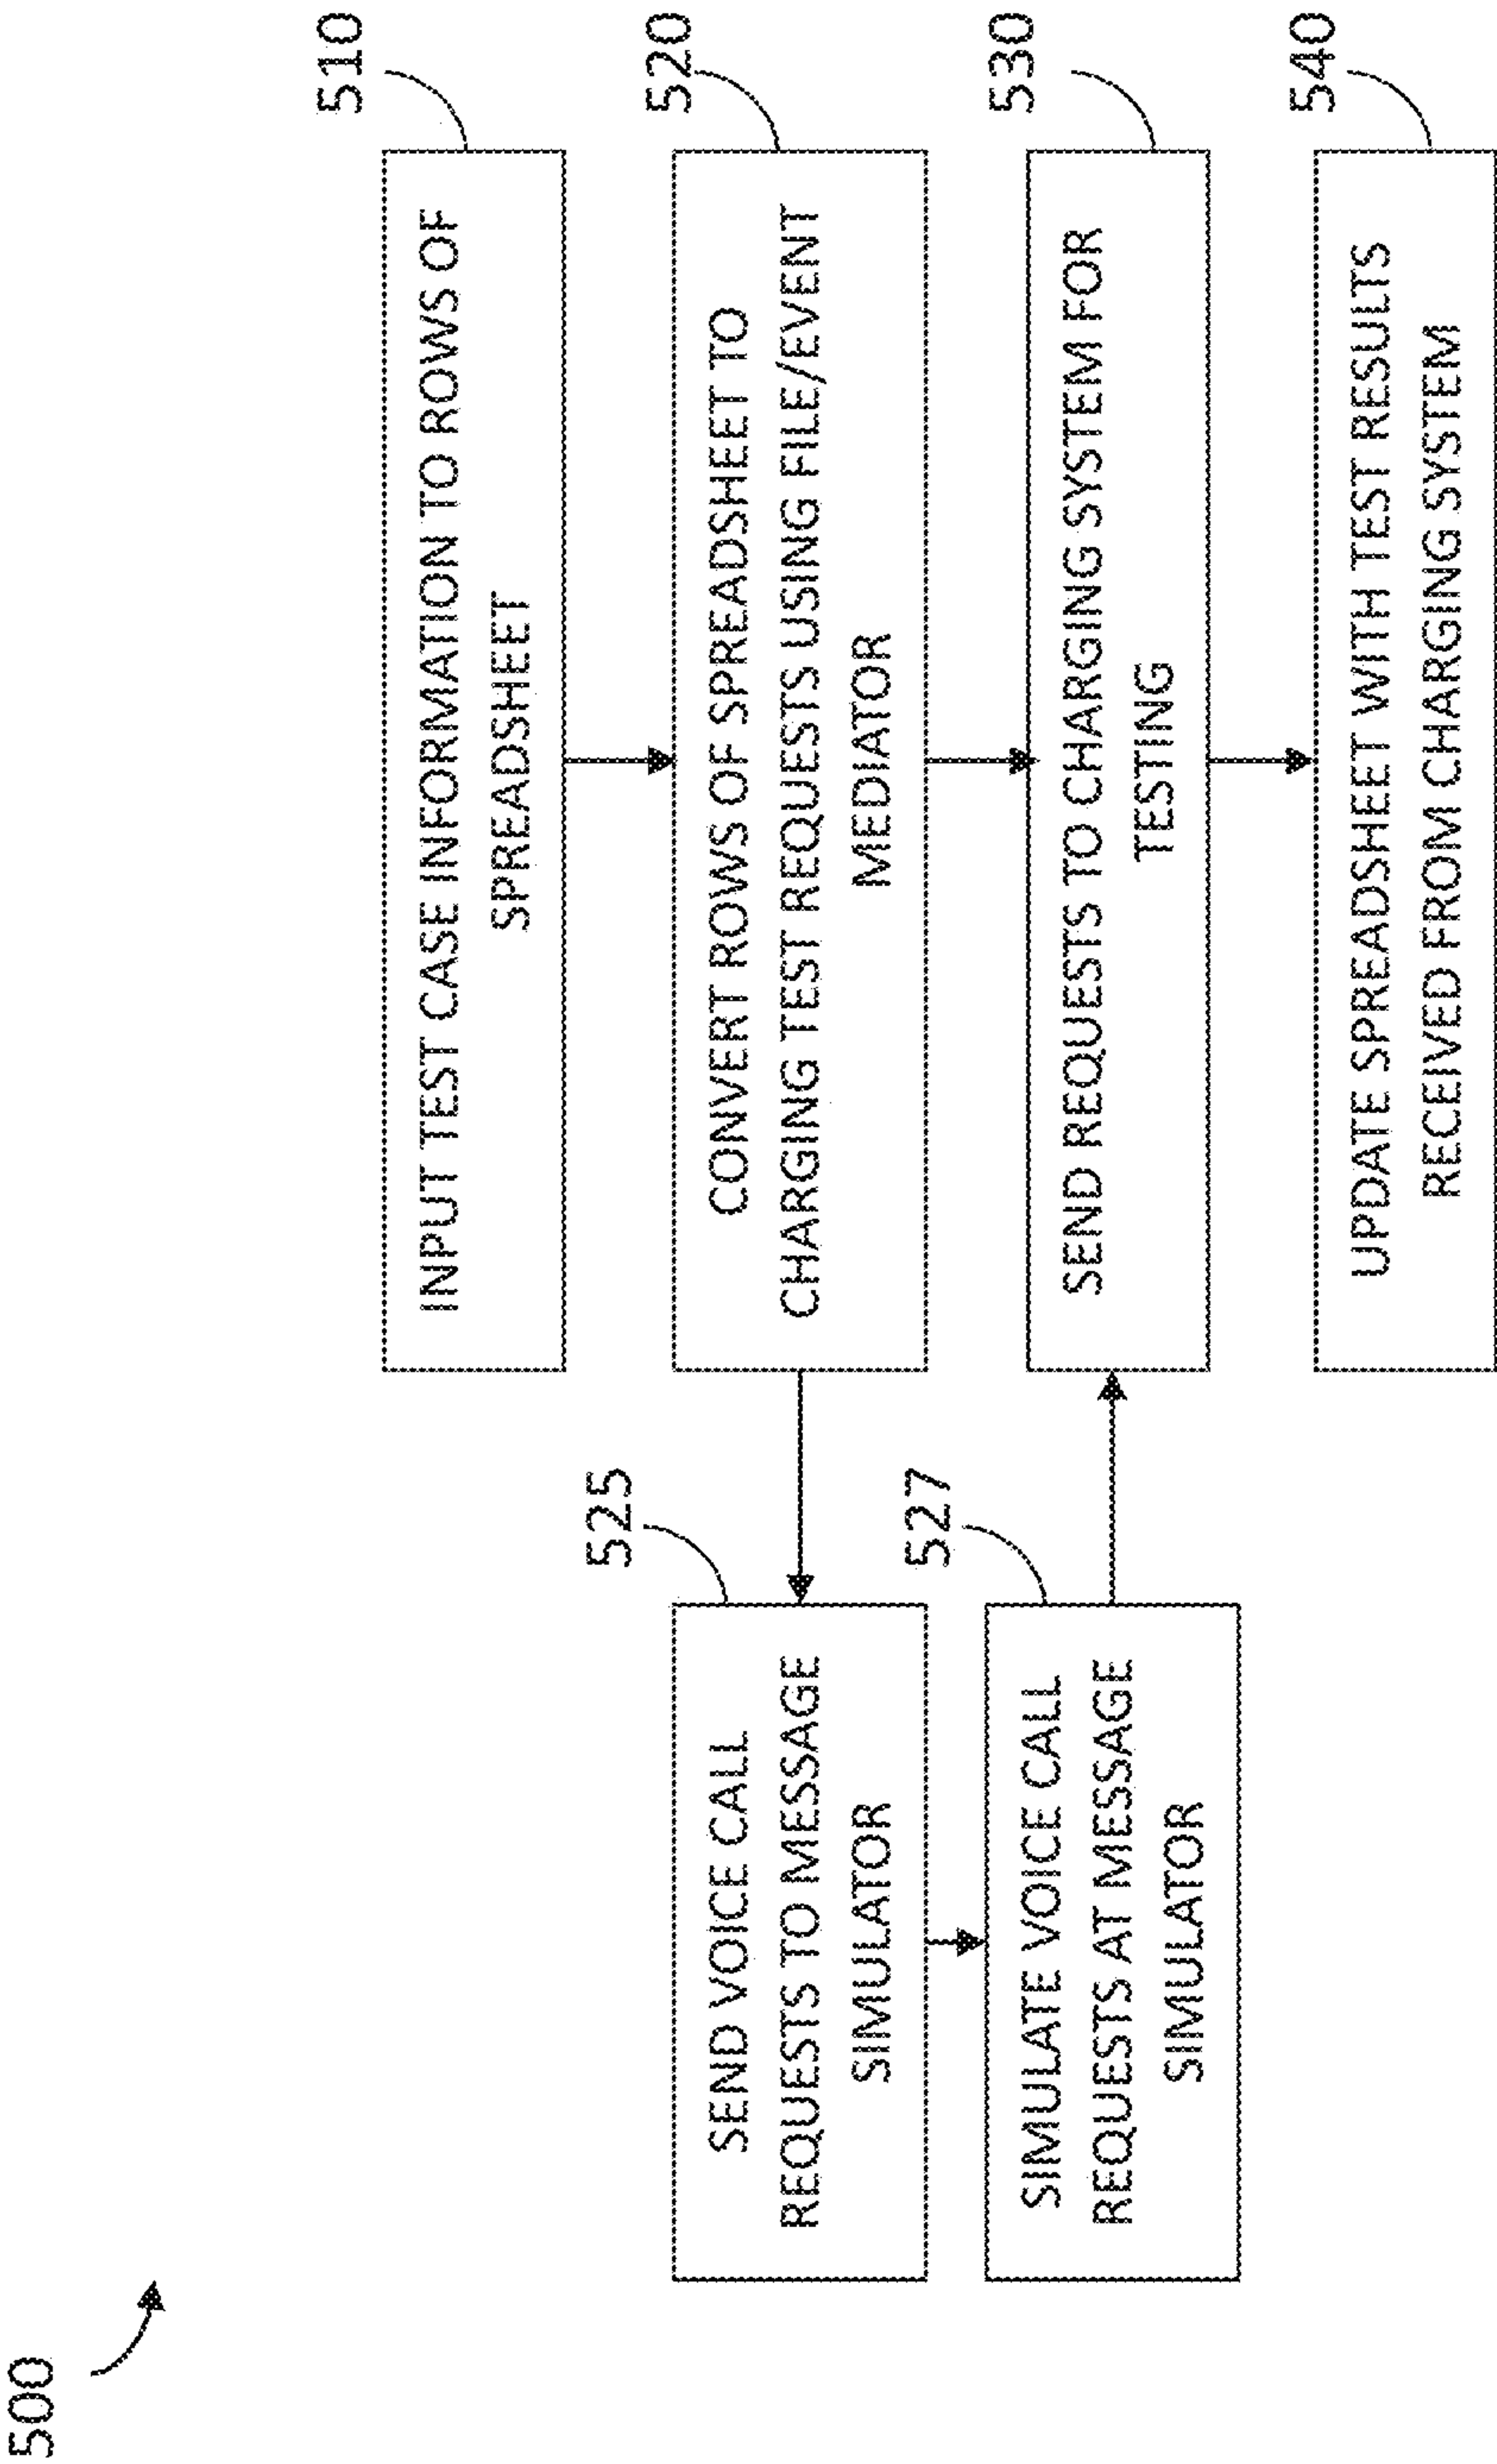 500
510
INPUT TEST CASE INFORMATION TO ROWS OF
SPREADSHEET
520
CONVERT ROWS OF SPREADSHEET TO
CHARGING TEST REQUESTS USING FILE/EVENT
MEDIATOR
525
SEND VOICE CALL
REQUESTS TO MESSAGE
SIMULATOR
527
SIMULATE VOICE CALL
REQUESTS AT MESSAGE
SIMULATOR
530
SEND REQUESTS TO CHARGING SYSTEM FOR
TESTING
540
UPDATE SPREADSHEET WITH TEST RESULTS
RECEIVED FROM CHARGING SYSTEM